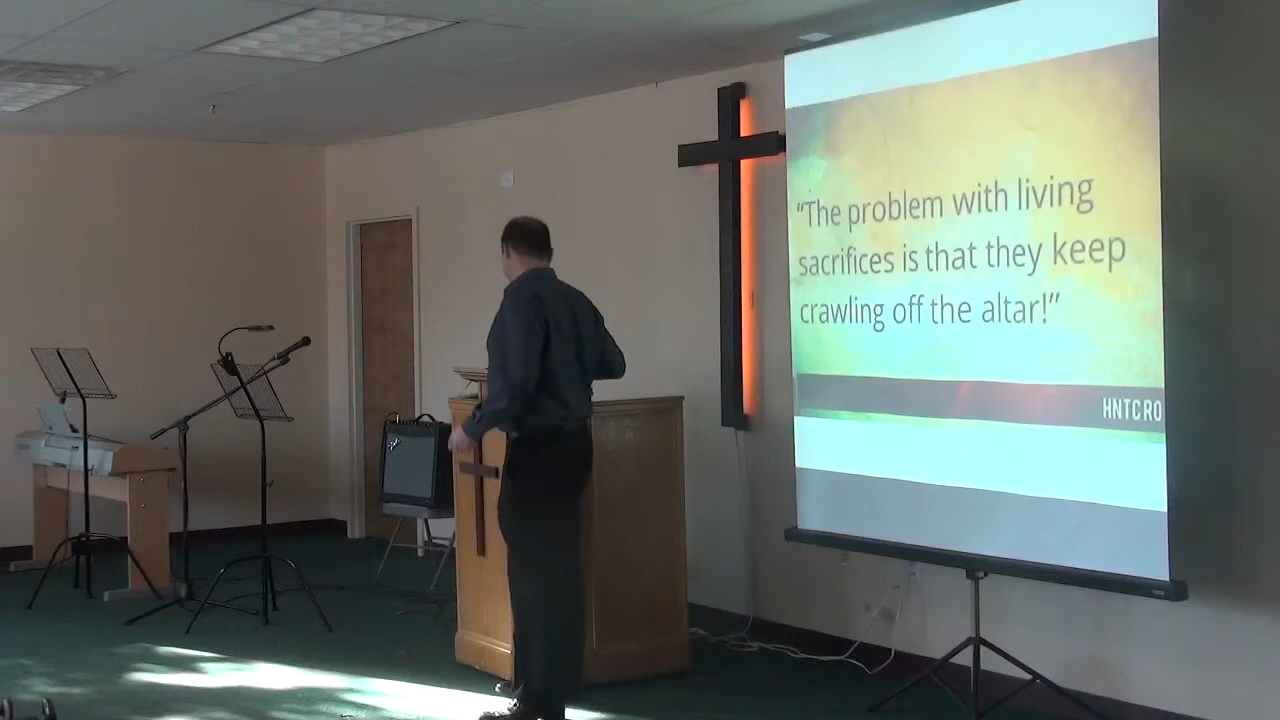 “The problem with living
sacrifices is that they keep
crawling off the altar!”
HNTCRO